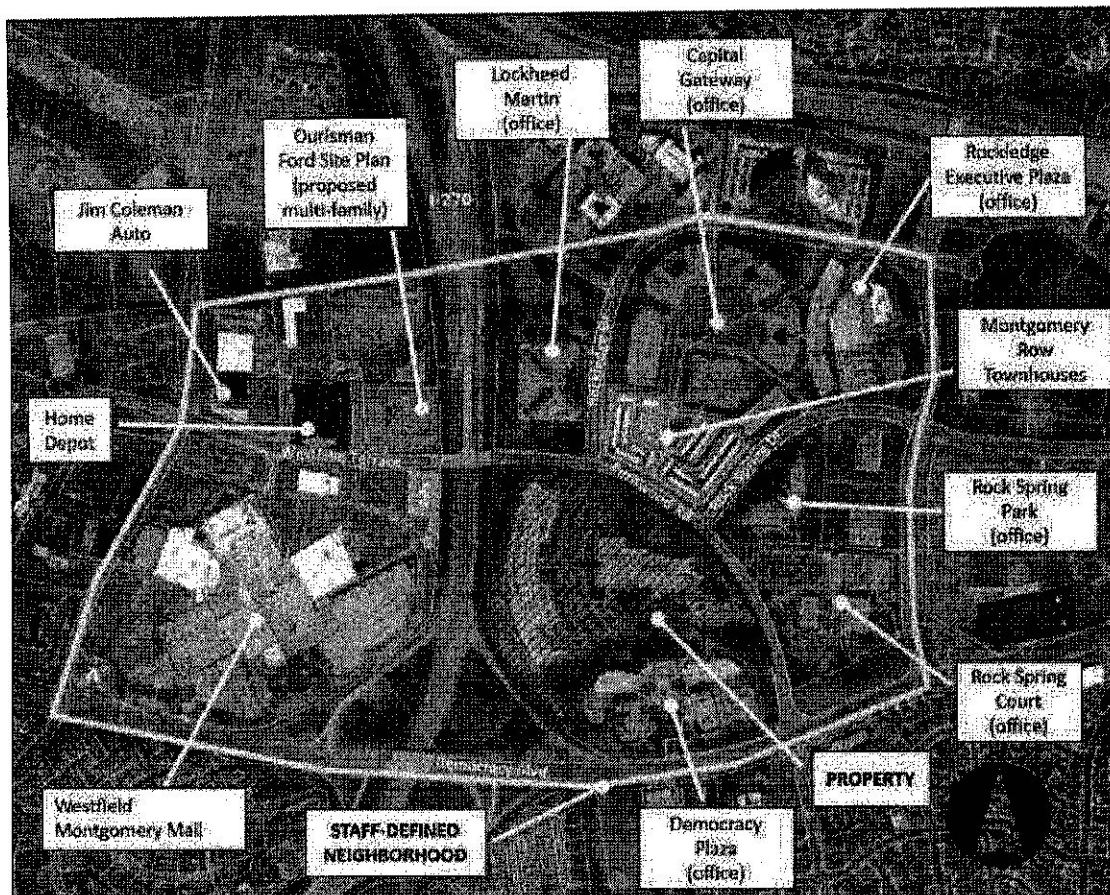 Lockheed
Martin
(office)
Capital
Gateway
(office)
Ourisman
Ford Site Plan
(proposed
multi-family)
Rockledge
Executive Plaza
(office)
Jim Coleman
Auto
I-270
Montgomery
Row
Townhouses
Home
Depot
Rock Spring
Park
(office)
Rock Spring
Court
(office)
Westfield
Montgomery Mall
STAFF-DEFINED
NEIGHBORHOOD
PROPERTY
Democracy
Plaza
(office)